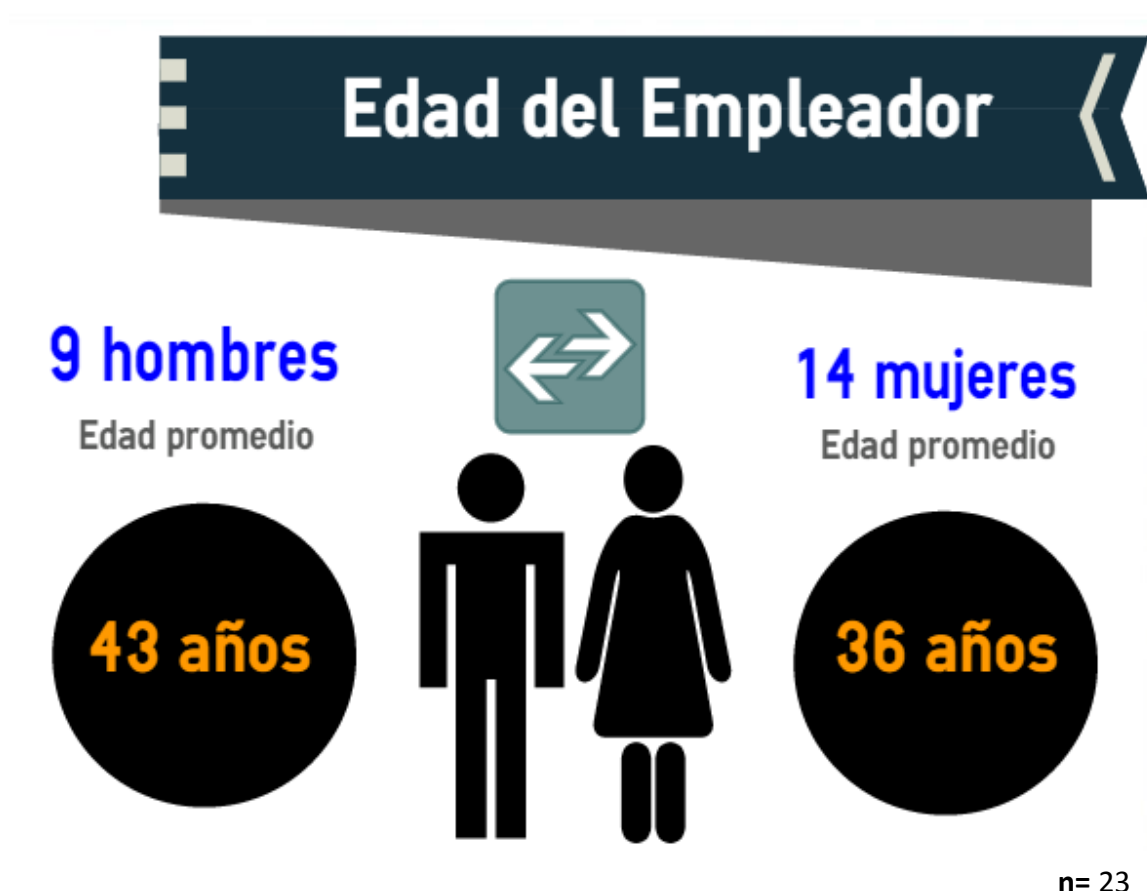 Edad del Empleador
9 hombres
Edad promedio
43 años
14 mujeres
Edad promedio
36 años
n= 23